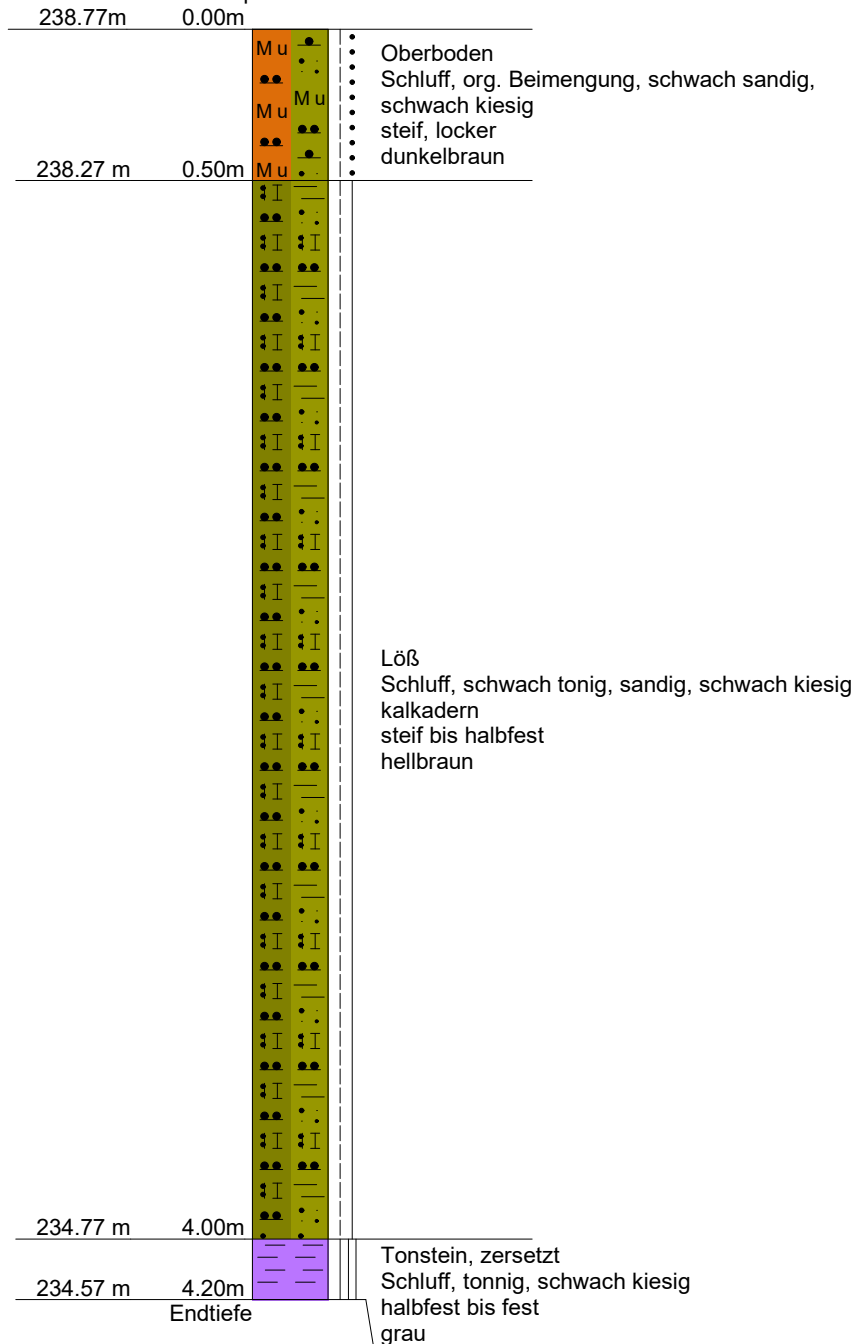 238.77m 0.00m
M u
M u
M u
M u
Oberboden
Schluff, org. Beimengung, schwach sandig,
schwach kiesig
steif, locker
dunkelbraun
238.27 m 0.50m
Löß
Schluff, schwach tonig, sandig, schwach kiesig
kalkadern
steif bis halbfest
hellbraun
234.77 m 4.00m
Tonstein, zersetzt
Schluff, tonnig, schwach kiesig
halbfest bis fest
grau
234.57 m 4.20m
Endtiefe